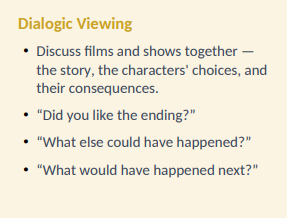 Dialogic Viewing
• Discuss films and shows together —
the story, the characters' choices, and
their consequences.
• “Did you like the ending?”
• “What else could have happened?”
• “What would have happened next?”